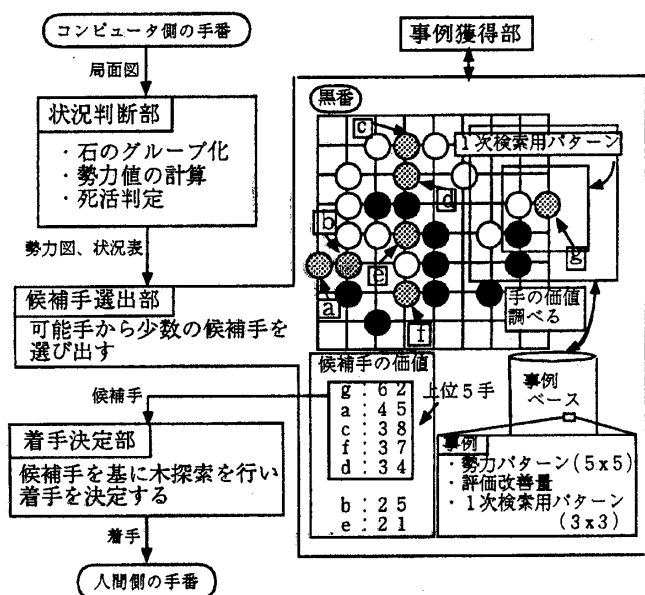 コンピュータ側の手番
局面図
状況判断部
・石のグループ化
・勢力値の計算
・死活判定
勢力図、状況表
候補手選出部
可能手から少数の候補手を
選び出す
候補手
着手決定部
候補手を基に木探索を行い
着手を決定する
着手
人間側の手番
事例獲得部
黒番
c
1次検索用パターン
d
b
g
e
a
f
手の価値
調べる
候補手の価値
g:62
a:45
c:38
f:37
d:34
b:25
e:21
上位5手
事例
ベース
事例
・勢力パターン(5x5)
・評価改善量
・1次検索用パターン
(3x3)